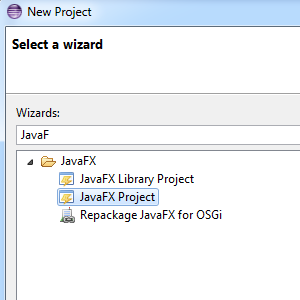 New Project
Select a wizard
Wizards:
JavaF
JavaFX
JavaFX Library Project
JavaFX Project
Repackage JavaFX for OSGi